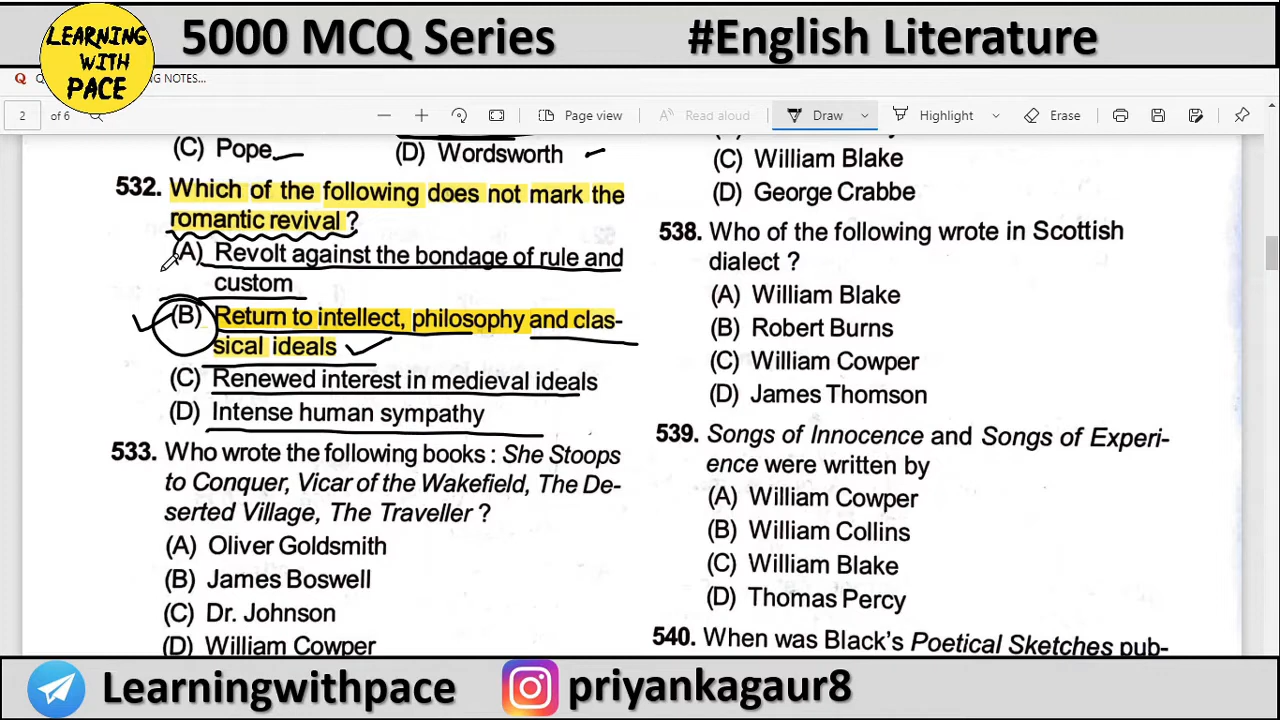 LEARNING
WITH
PACE
5000 MCQ Series
#English Literature
NG NOTES...
2 of 6
Page view
Read aloud
Draw
Highlight
Erase
(C) Pope
(D) Wordsworth
532. Which of the following does not mark the
romantic revival ?
(A) Revolt against the bondage of rule and
custom
(B) Return to intellect, philosophy and clas-
sical ideals
(C) Renewed interest in medieval ideals
(D) Intense human sympathy
533. Who wrote the following books : She Stoops
to Conquer, Vicar of the Wakefield, The De-
serted Village, The Traveller ?
(A) Oliver Goldsmith
(B) James Boswell
(C) Dr. Johnson
(D) William Cowper
(C) William Blake
(D) George Crabbe
538. Who of the following wrote in Scottish
dialect ?
(A) William Blake
(B) Robert Burns
(C) William Cowper
(D) James Thomson
539. Songs of Innocence and Songs of Experi-
ence were written by
(A) William Cowper
(B) William Collins
(C) William Blake
(D) Thomas Percy
540. When was Black's Poetical Sketches pub-
Learningwithpace
priyankagaur8